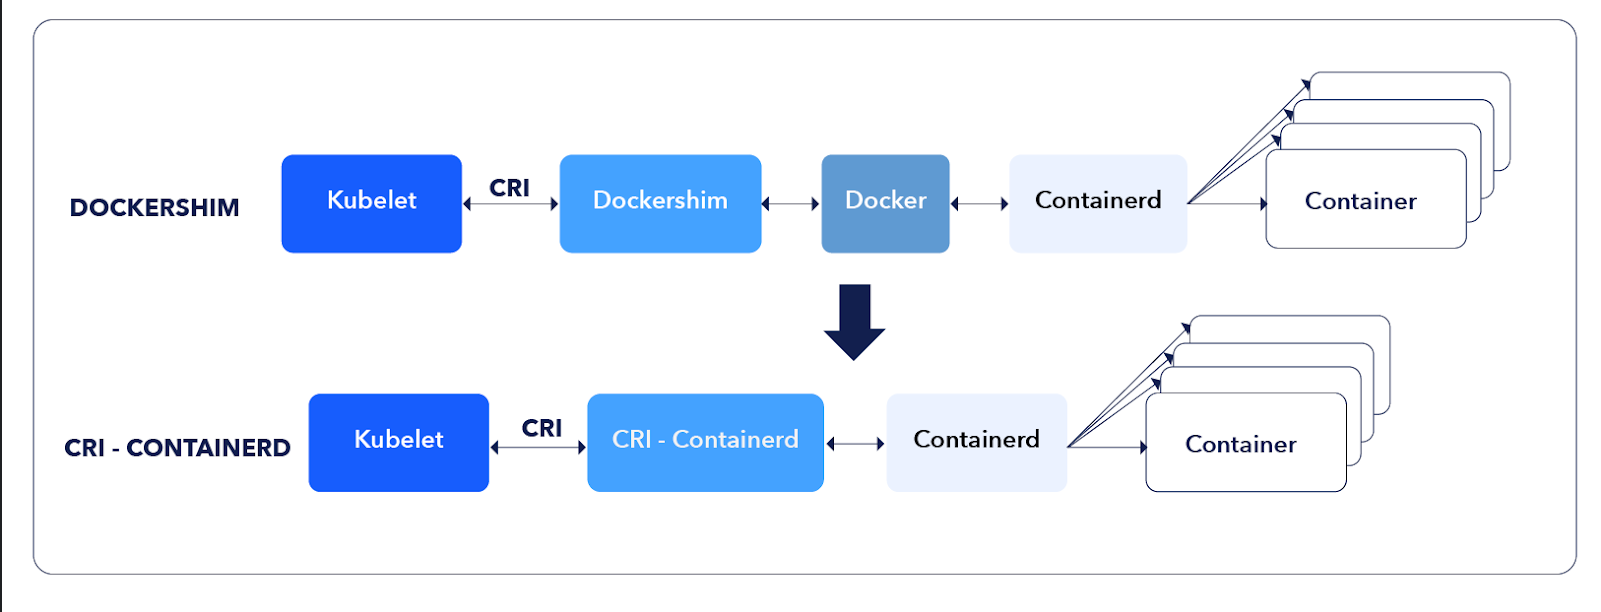 DOCKERSHIM
Kubelet
CRI
Dockershim
Docker
Containerd
Container
CRI - CONTAINERD
Kubelet
CRI
CRI - Containerd
Containerd
Container